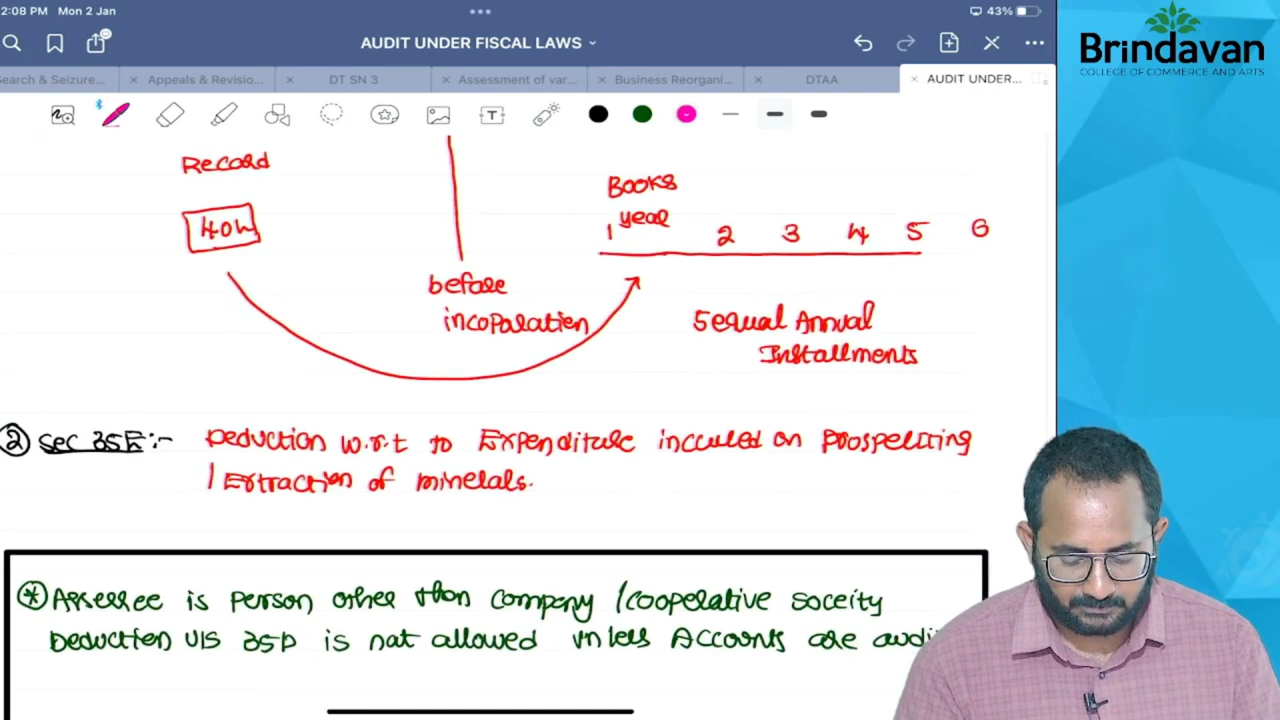 2:08 PM Mon 2 Jan
43%
AUDIT UNDER FISCAL LAWS
Brindavan
COLLEGE OF COMMERCE AND ARTS
earch & Seizure...
Appeals & Revisio...
DT SN 3
Assessment of var...
Business Reorgani...
DTAA
AUDIT UNDER...
Record
Books
1 year 2 3 4 5 6
before
incoporation
5 equal Annual
Installments
② Sec 35E:- Deduction w.r.t to Expenditure incurred on Prospecting
/ Extraction of minerals.
* Assessee is person other than company / cooperative soceity
Deduction U/S 35D is not allowed unless Accounts are audi